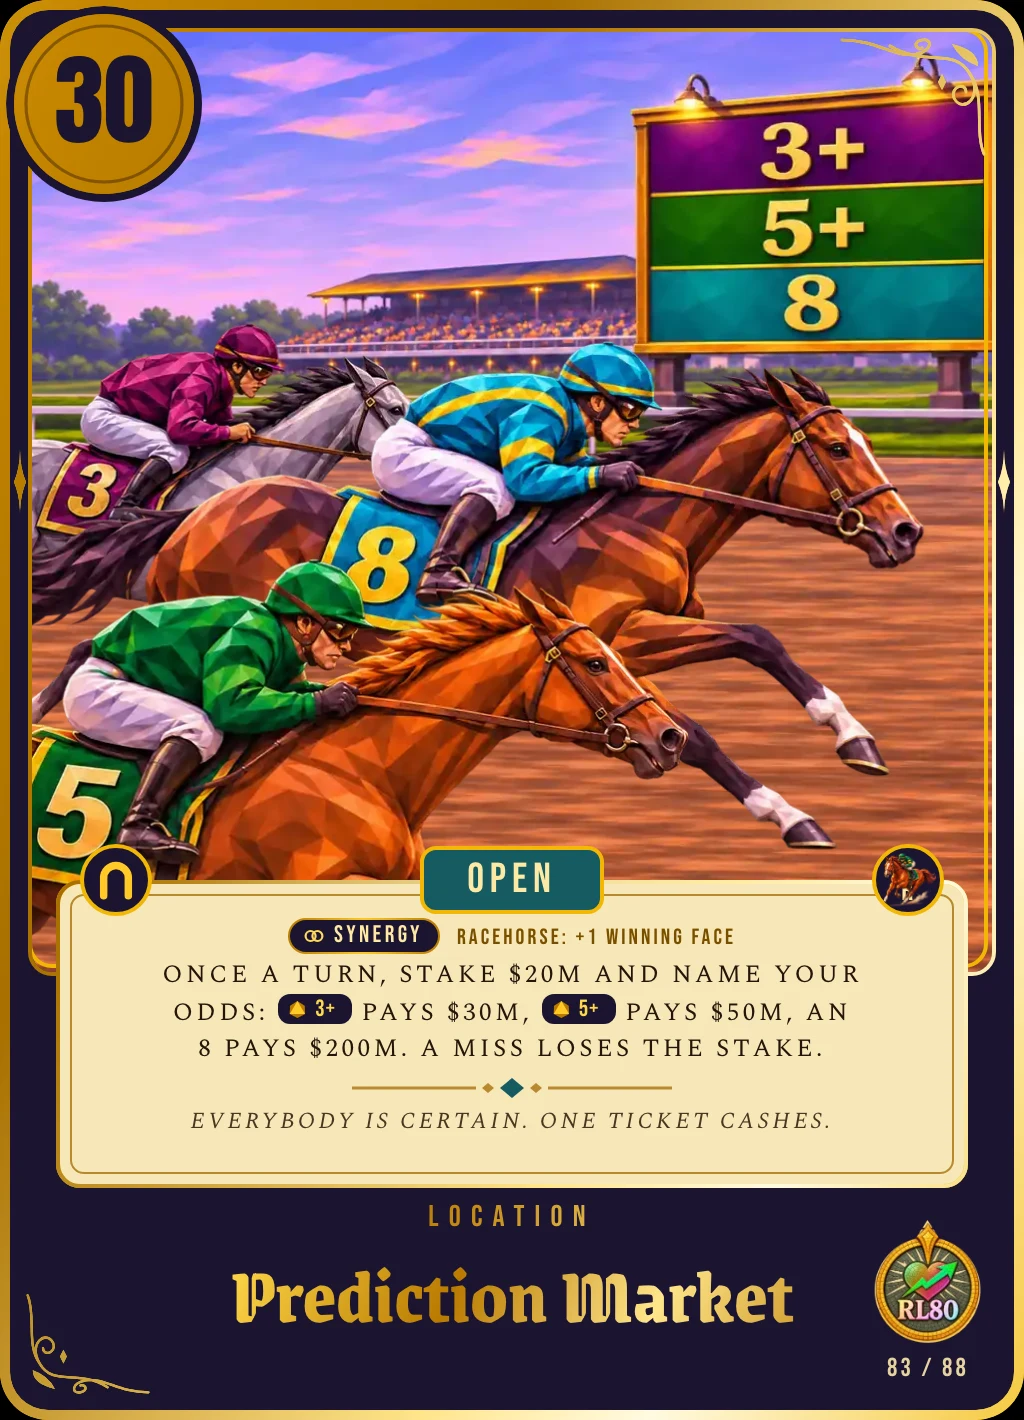 30
3+
5+
8
3
8
5
OPEN
SYNERGY RACEHORSE: +1 WINNING FACE
ONCE A TURN, STAKE $20M AND NAME YOUR
ODDS: 3+ PAYS $30M, 5+ PAYS $50M, AN
8 PAYS $200M. A MISS LOSES THE STAKE.
EVERYBODY IS CERTAIN. ONE TICKET CASHES.
LOCATION
Prediction Market
RL80
83 / 88